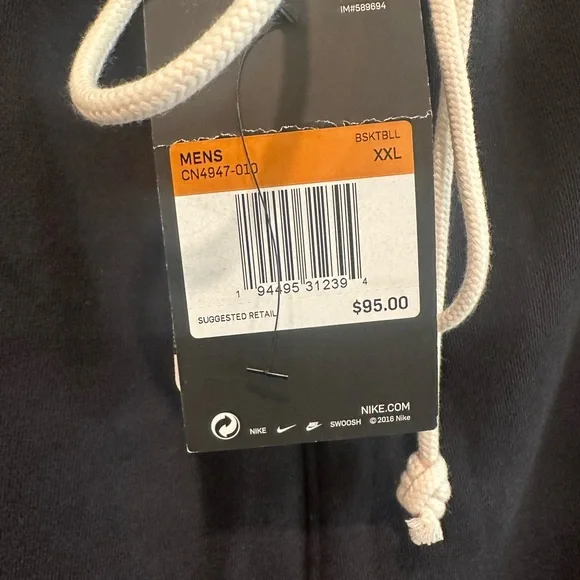 IM#589694
BSKTBLL
MENS XXL
CN4947-010
1 94495 31239 4
SUGGESTED RETAIL $95.00
NIKE.COM
NIKE SWOOSH © 2016 Nike